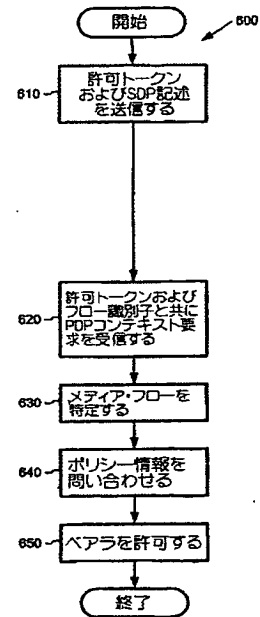 開始
600
610
許可トークン
およびSDP記述
を送信する
620
許可トークンおよび
フロー識別子と共に
PDPコンテキスト要
求を受信する
630
メディア・フローを
特定する
640
ポリシー情報を
問い合わせる
650
ベアラを許可する
終了